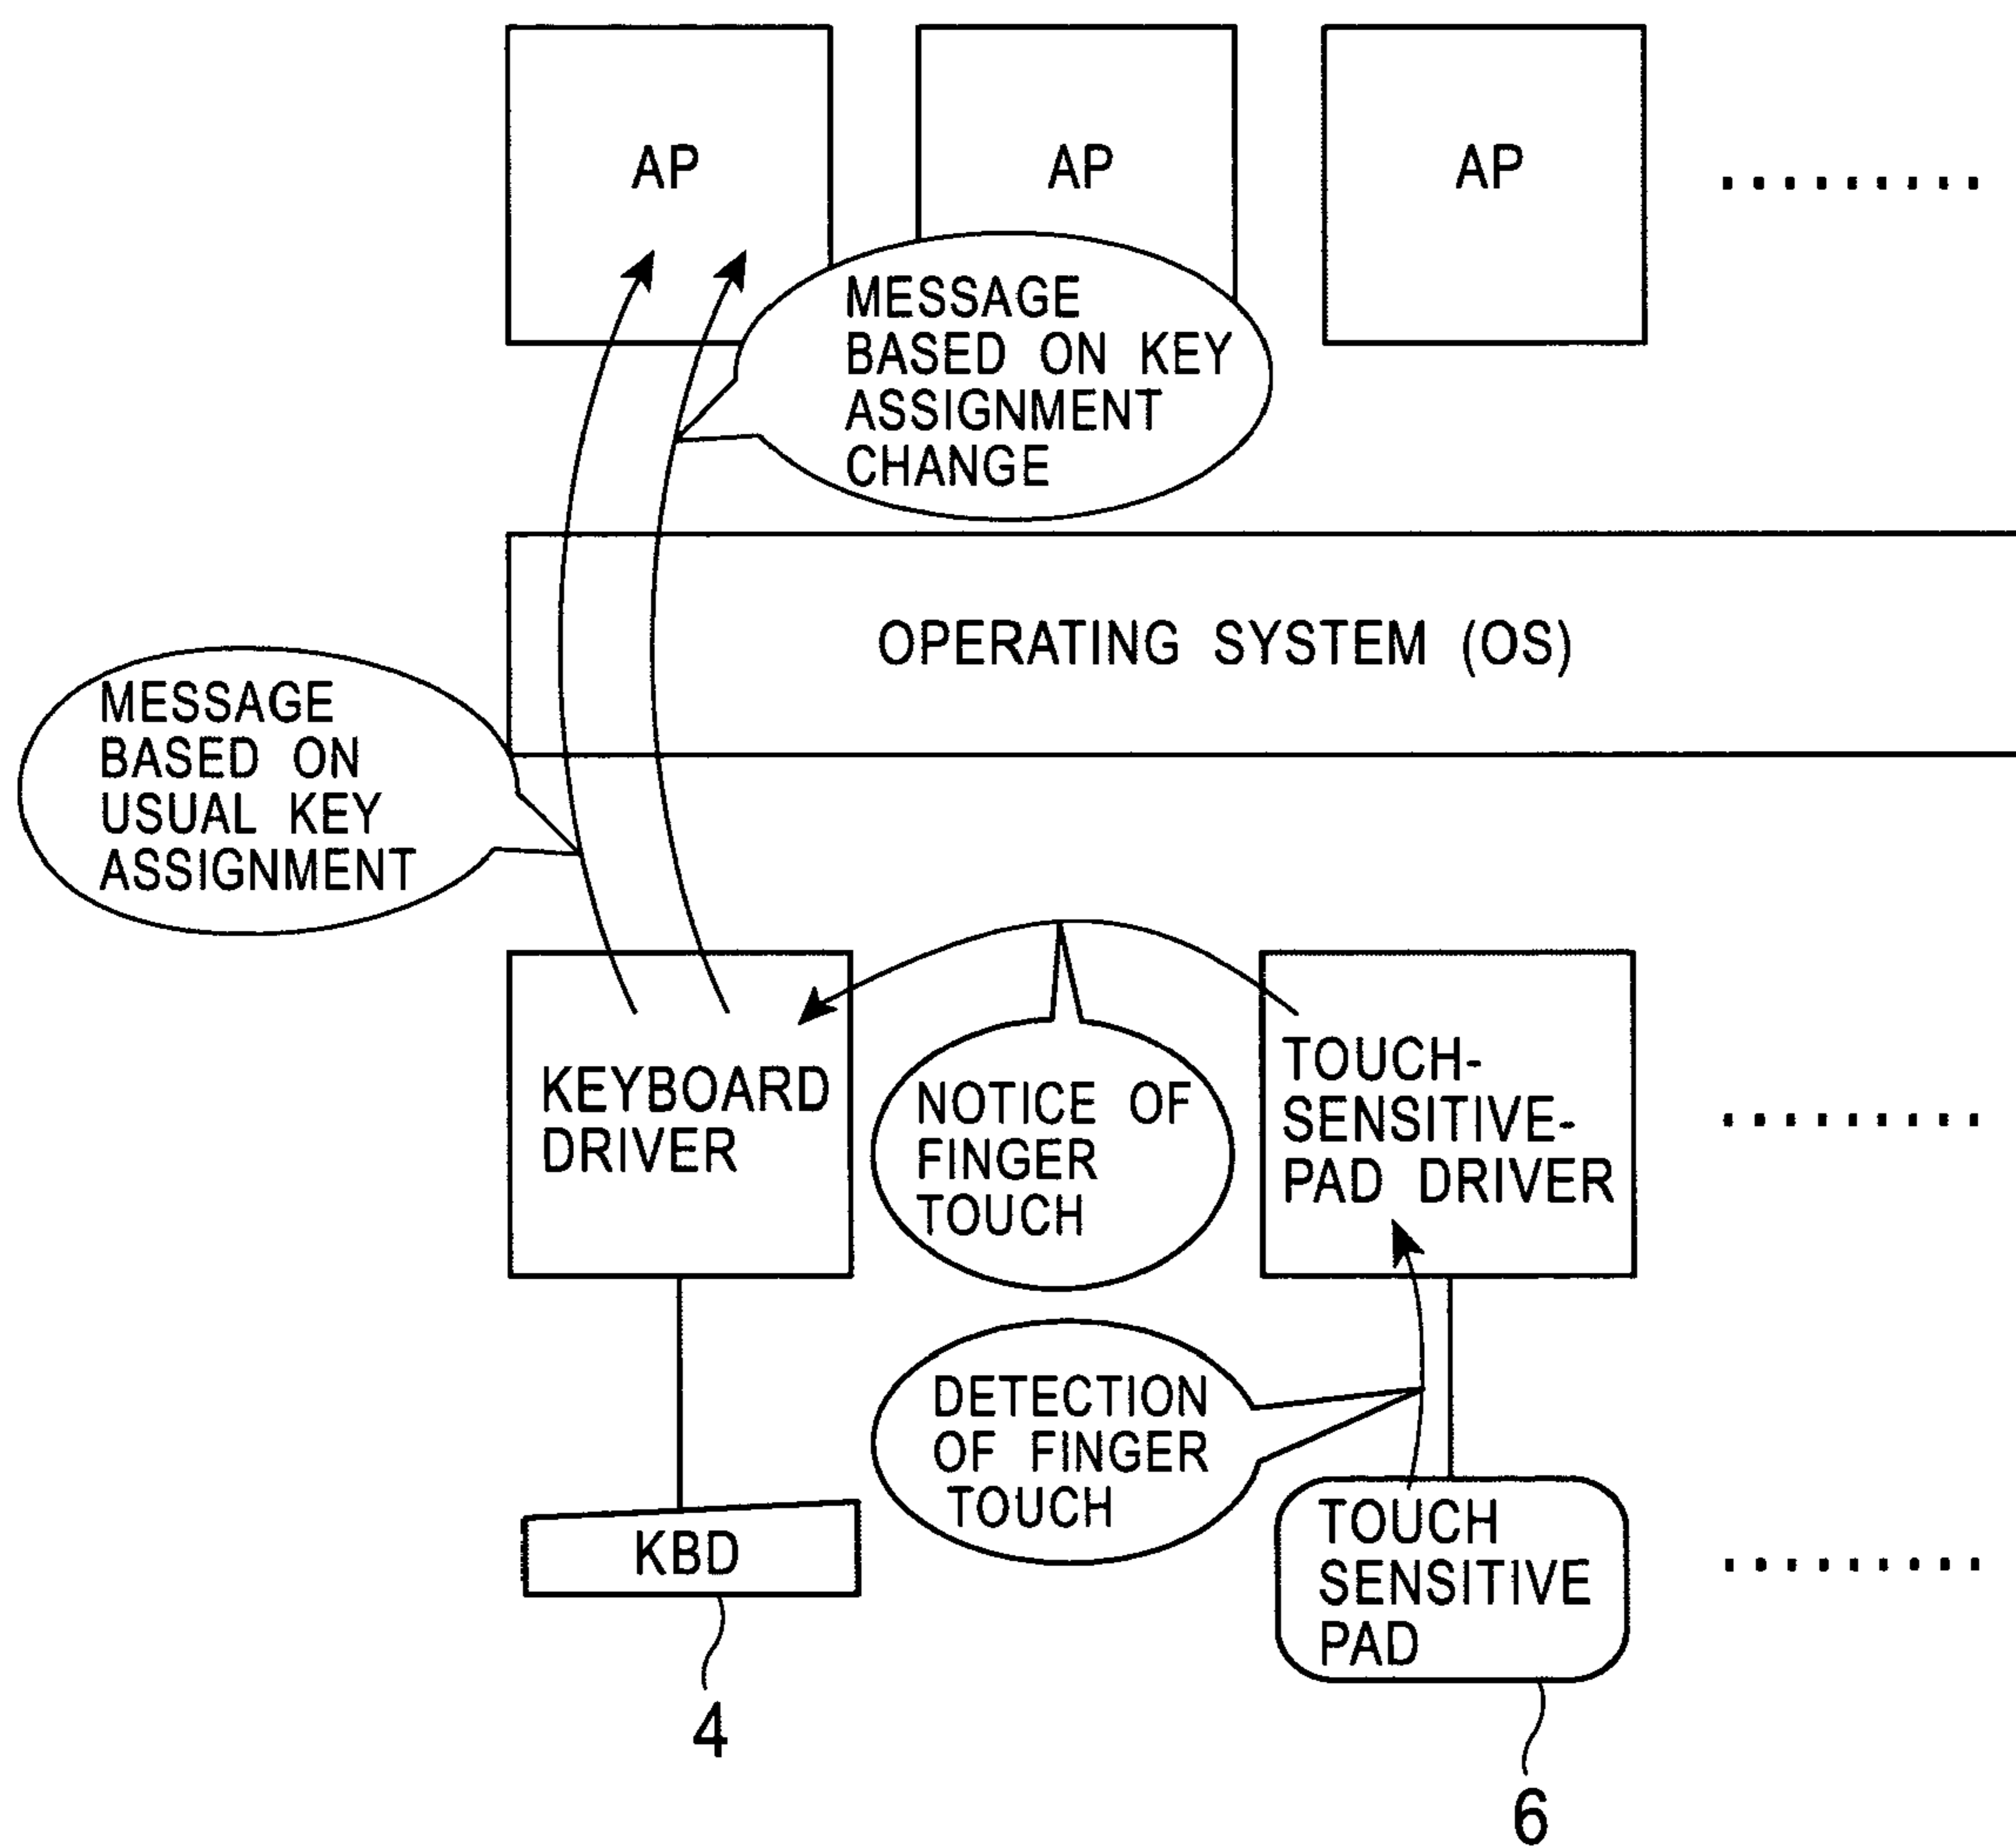 AP
AP
AP
MESSAGE
BASED ON KEY
ASSIGNMENT
CHANGE
OPERATING SYSTEM (OS)
MESSAGE
BASED ON
USUAL KEY
ASSIGNMENT
KEYBOARD
DRIVER
NOTICE OF
FINGER
TOUCH
TOUCH-
SENSITIVE-
PAD DRIVER
DETECTION
OF FINGER
TOUCH
KBD
TOUCH
SENSITIVE
PAD
4
6